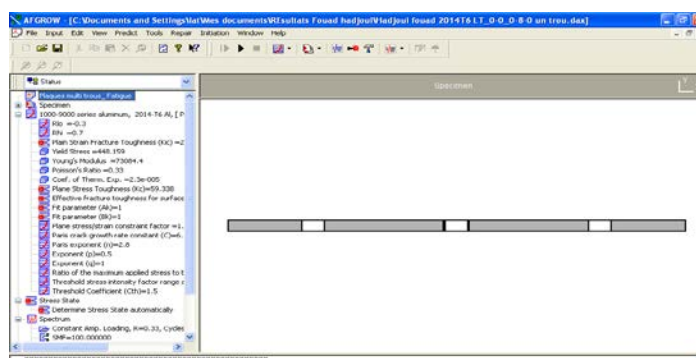 AFGROW - [C:\Documents and Settings\lat\Mes documents\REsultats Fouad hadjoui\Hadjoui fouad 2014T6 LT_0-0_0-8-0 un trou.dax]
File Input Edit View Predict Tools Repair Initiation Window Help
Status
Specimen
Plaques multi trous_ Fatigue
Specimen
1000-9000 series aluminum, 2014-T6 Al, [ P
Rlo =-0.3
Rhi =0.7
Plain Strain Fracture Toughness (KIC) =2
Yield Stress =448.159
Young's Modulus =73084.4
Poisson's Ratio =0.33
Coef. of Therm. Exp. =2.3e-005
Plane Stress Toughness (Kc)=59.338
Effective fracture toughness for surface
Fit parameter (Ak)=1
Fit parameter (Bk)=1
Plane stress/strain constraint factor =1.
Paris crack growth rate constant (C)=6.
Paris exponent (n)=2.8
Exponent (p)=0.5
Exponent (q)=1
Ratio of the maximum applied stress to t
Threshold stress intensity factor range a
Threshold Coefficient (Cth)=1.5
Stress State
Determine Stress State automatically
Spectrum
Constant Amp. Loading, R=0.33, Cycles
SMF=100.000000